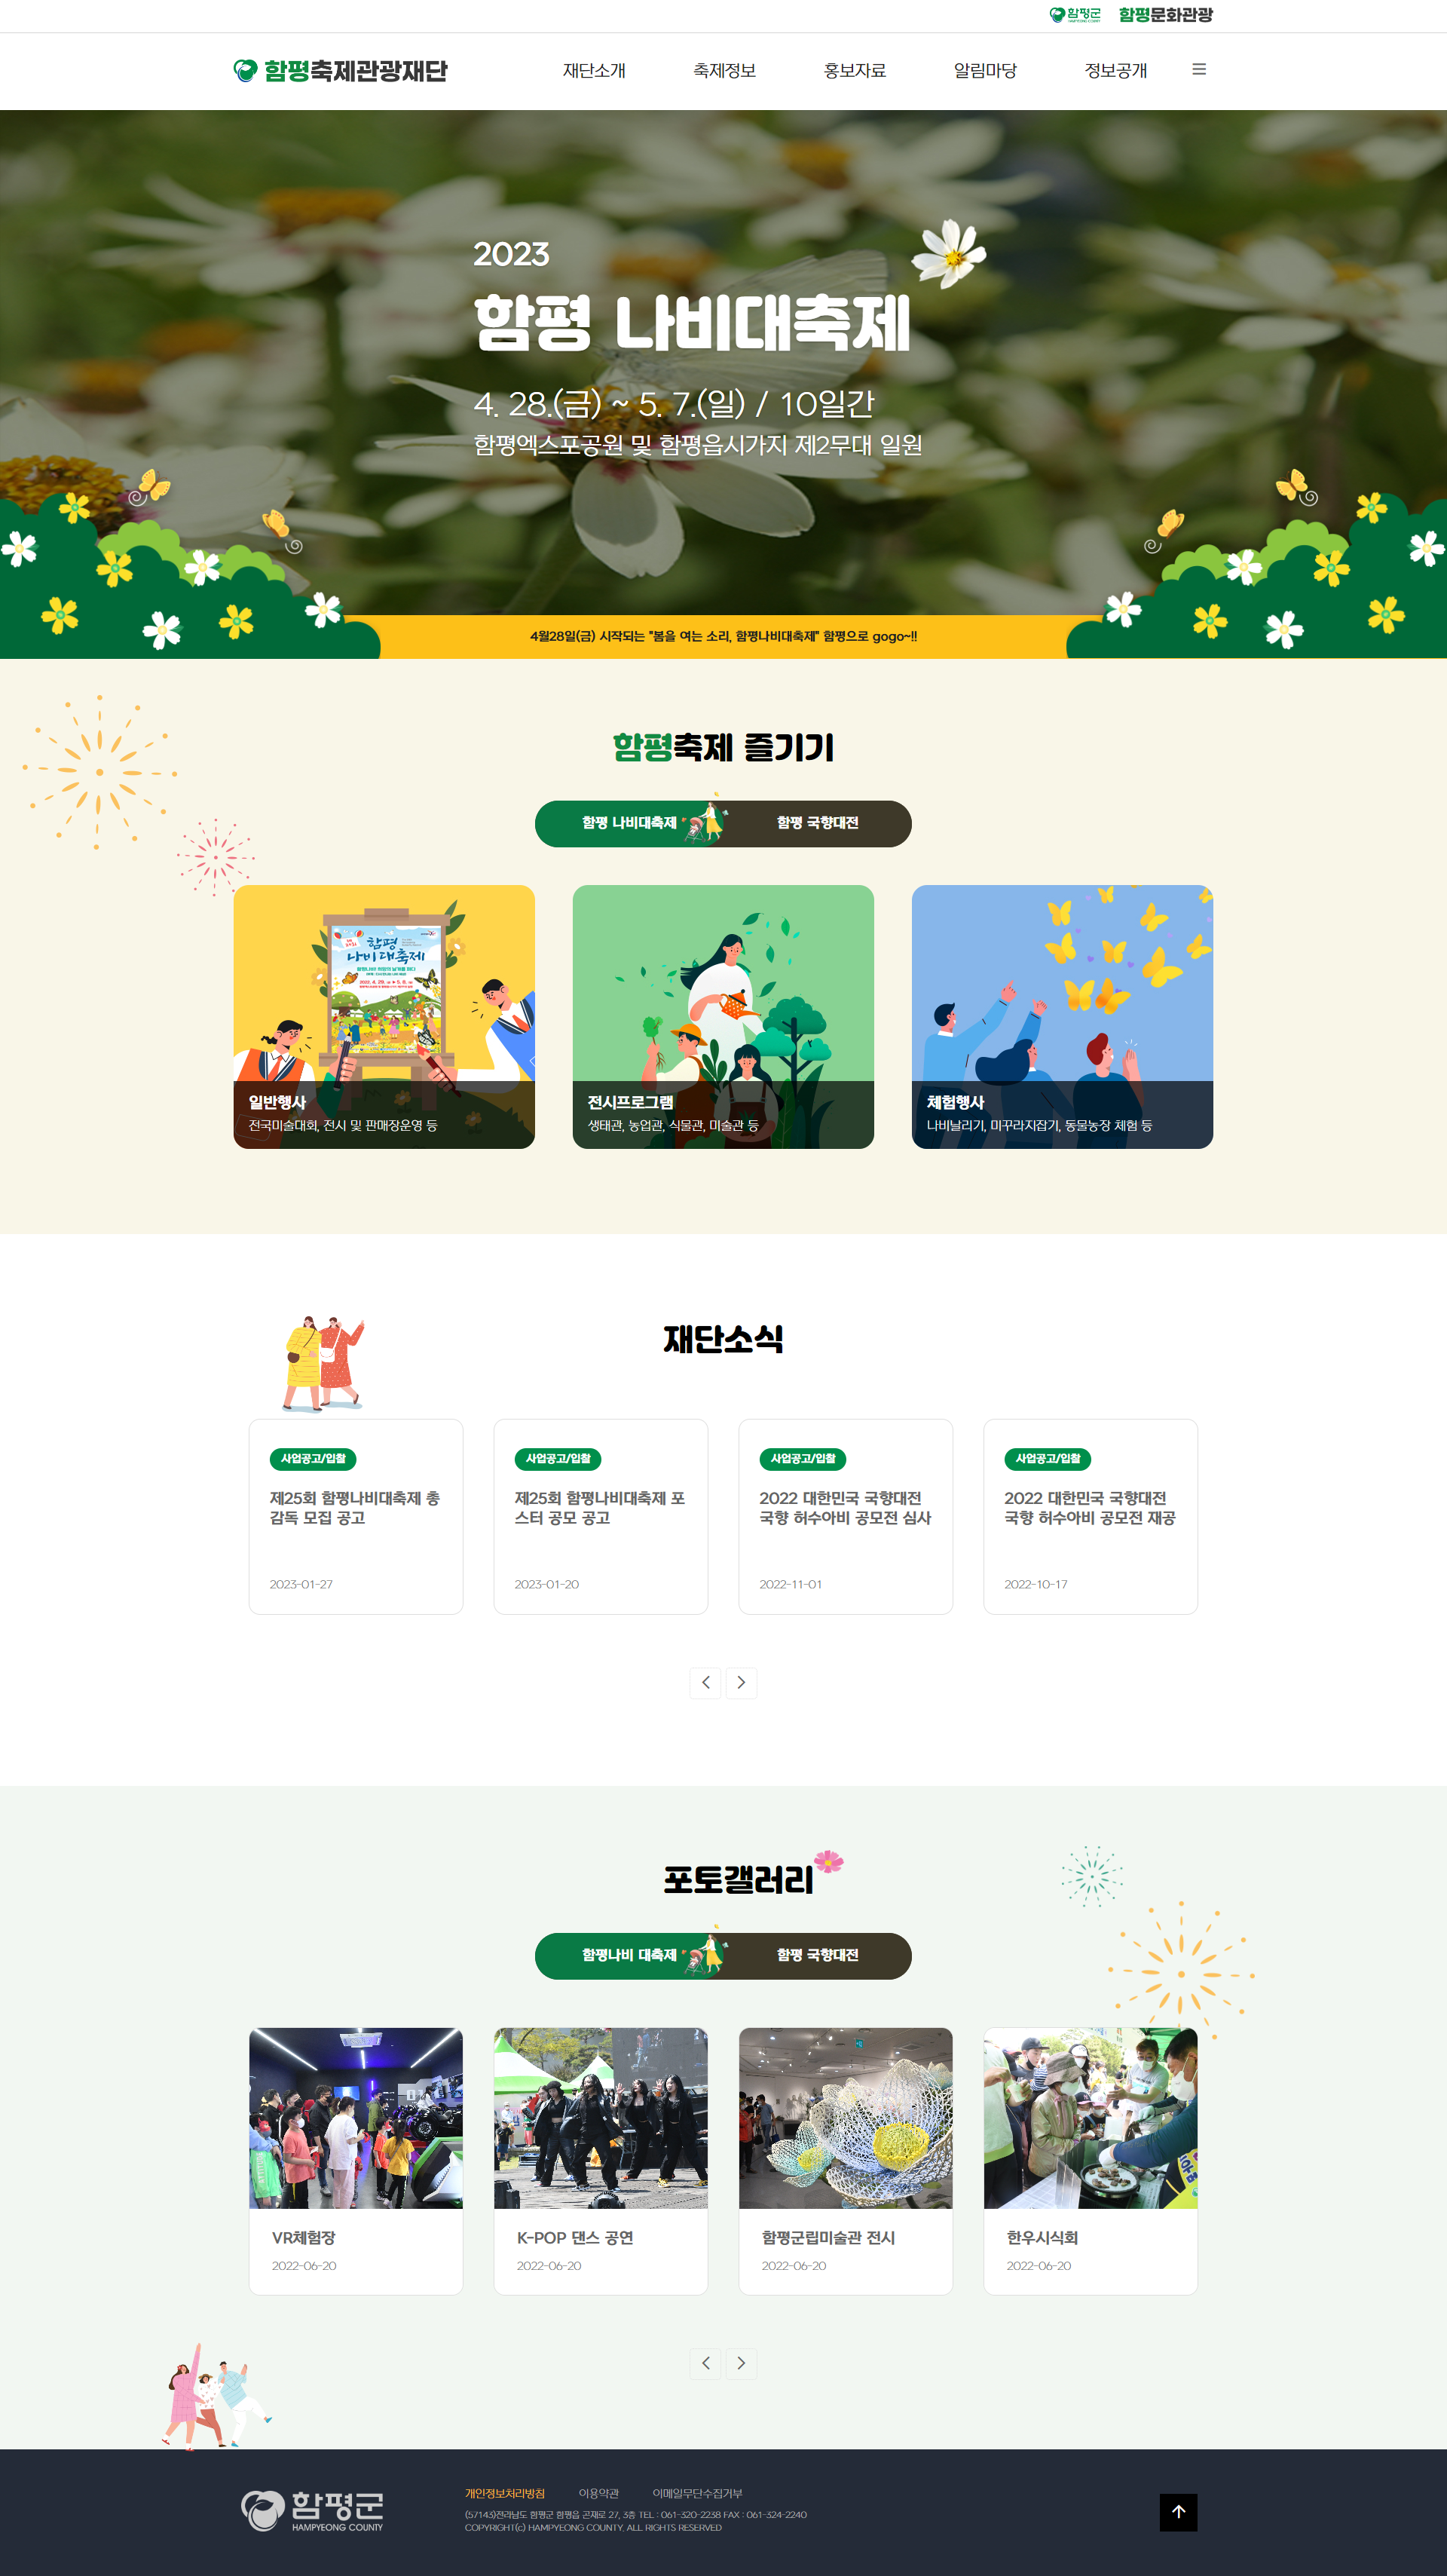 함평군
HAMPYEONG COUNTY
함평문화관광
함평축제관광재단
재단소개
축제정보
홍보자료
알림마당
정보공개
2023
함평 나비대축제
4. 28.(금) ~ 5. 7.(일) / 10일간
함평엑스포공원 및 함평읍시가지 제2무대 일원
4월28일(금) 시작되는 "봄을 여는 소리, 함평나비대축제" 함평으로 gogo~!!
함평축제 즐기기
함평 나비대축제
함평 국향대전
함평
나비대축제
일반행사
전국미술대회, 전시 및 판매장운영 등
전시프로그램
생태관, 농업관, 식물관, 미술관 등
체험행사
나비날리기, 미꾸라지잡기, 동물농장 체험 등
재단소식
사업공고/입찰
제25회 함평나비대축제 총
감독 모집 공고
2023-01-27
사업공고/입찰
제25회 함평나비대축제 포
스터 공모 공고
2023-01-20
사업공고/입찰
2022 대한민국 국향대전
국향 허수아비 공모전 심사
2022-11-01
사업공고/입찰
2022 대한민국 국향대전
국향 허수아비 공모전 재공
2022-10-17
포토갤러리
함평나비 대축제
함평 국향대전
VR체험장
2022-06-20
K-POP 댄스 공연
2022-06-20
함평군립미술관 전시
2022-06-20
한우시식회
2022-06-20
함평군
HAMPYEONG COUNTY
개인정보처리방침
이용약관
이메일무단수집거부
(57143)전라남도 함평군 함평읍 곤재로 27, 3층 TEL : 061-320-2238 FAX : 061-324-2240
COPYRIGHT(c) HAMPYEONG COUNTY, ALL RIGHTS RESERVED